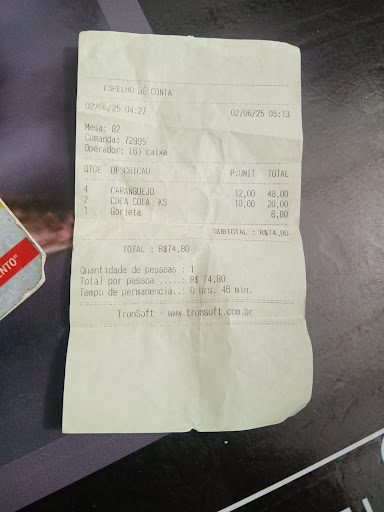 ESPELHO DE CONTA
02/06/25 04:27 02/06/25 05:13
Mesa: 82
Comanda: 72995
Operador: (6) caixa
QTDE DESCRICAO P.UNIT TOTAL
4 CARANGUEJO 12,00 48,00
2 COCA COLA KS 10,00 20,00
1 Gorjeta 6,80
SUBTOTAL : R$74,80
TOTAL : R$74,80
Quantidade de pessoas : 1
Total por pessoa .....: R$ 74,80
Tempo de permanencia..: 0 hrs. 46 min.
TronSoft - www.tronsoft.com.br